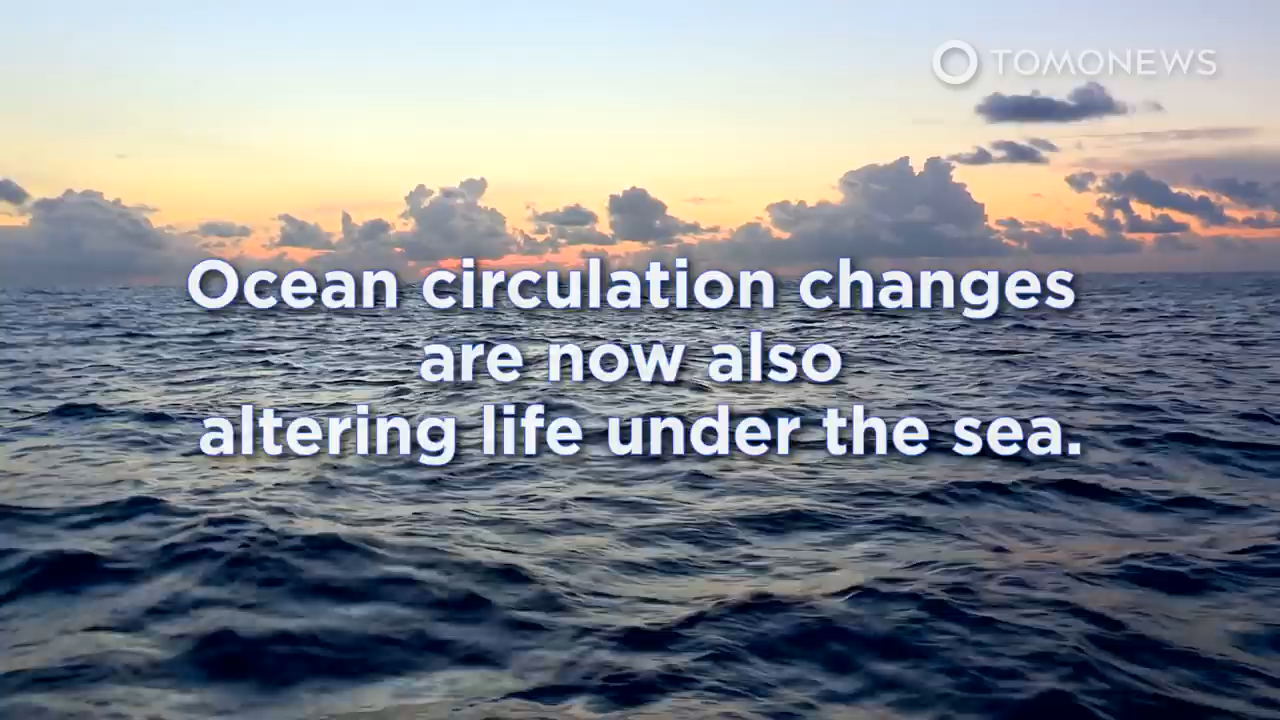 TOMONEWS
Ocean circulation changes
are now also
altering life under the sea.